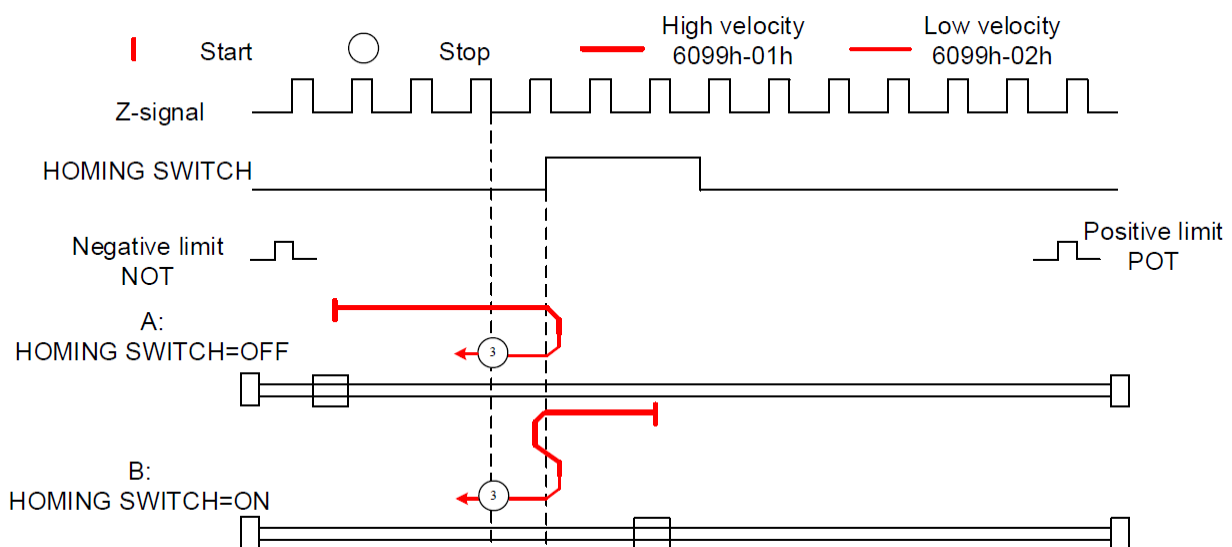 Start
Stop
High velocity
6099h-01h
Low velocity
6099h-02h
Z-signal
HOMING SWITCH
Negative limit
NOT
Positive limit
POT
A:
HOMING SWITCH=OFF
3
B:
HOMING SWITCH=ON
3